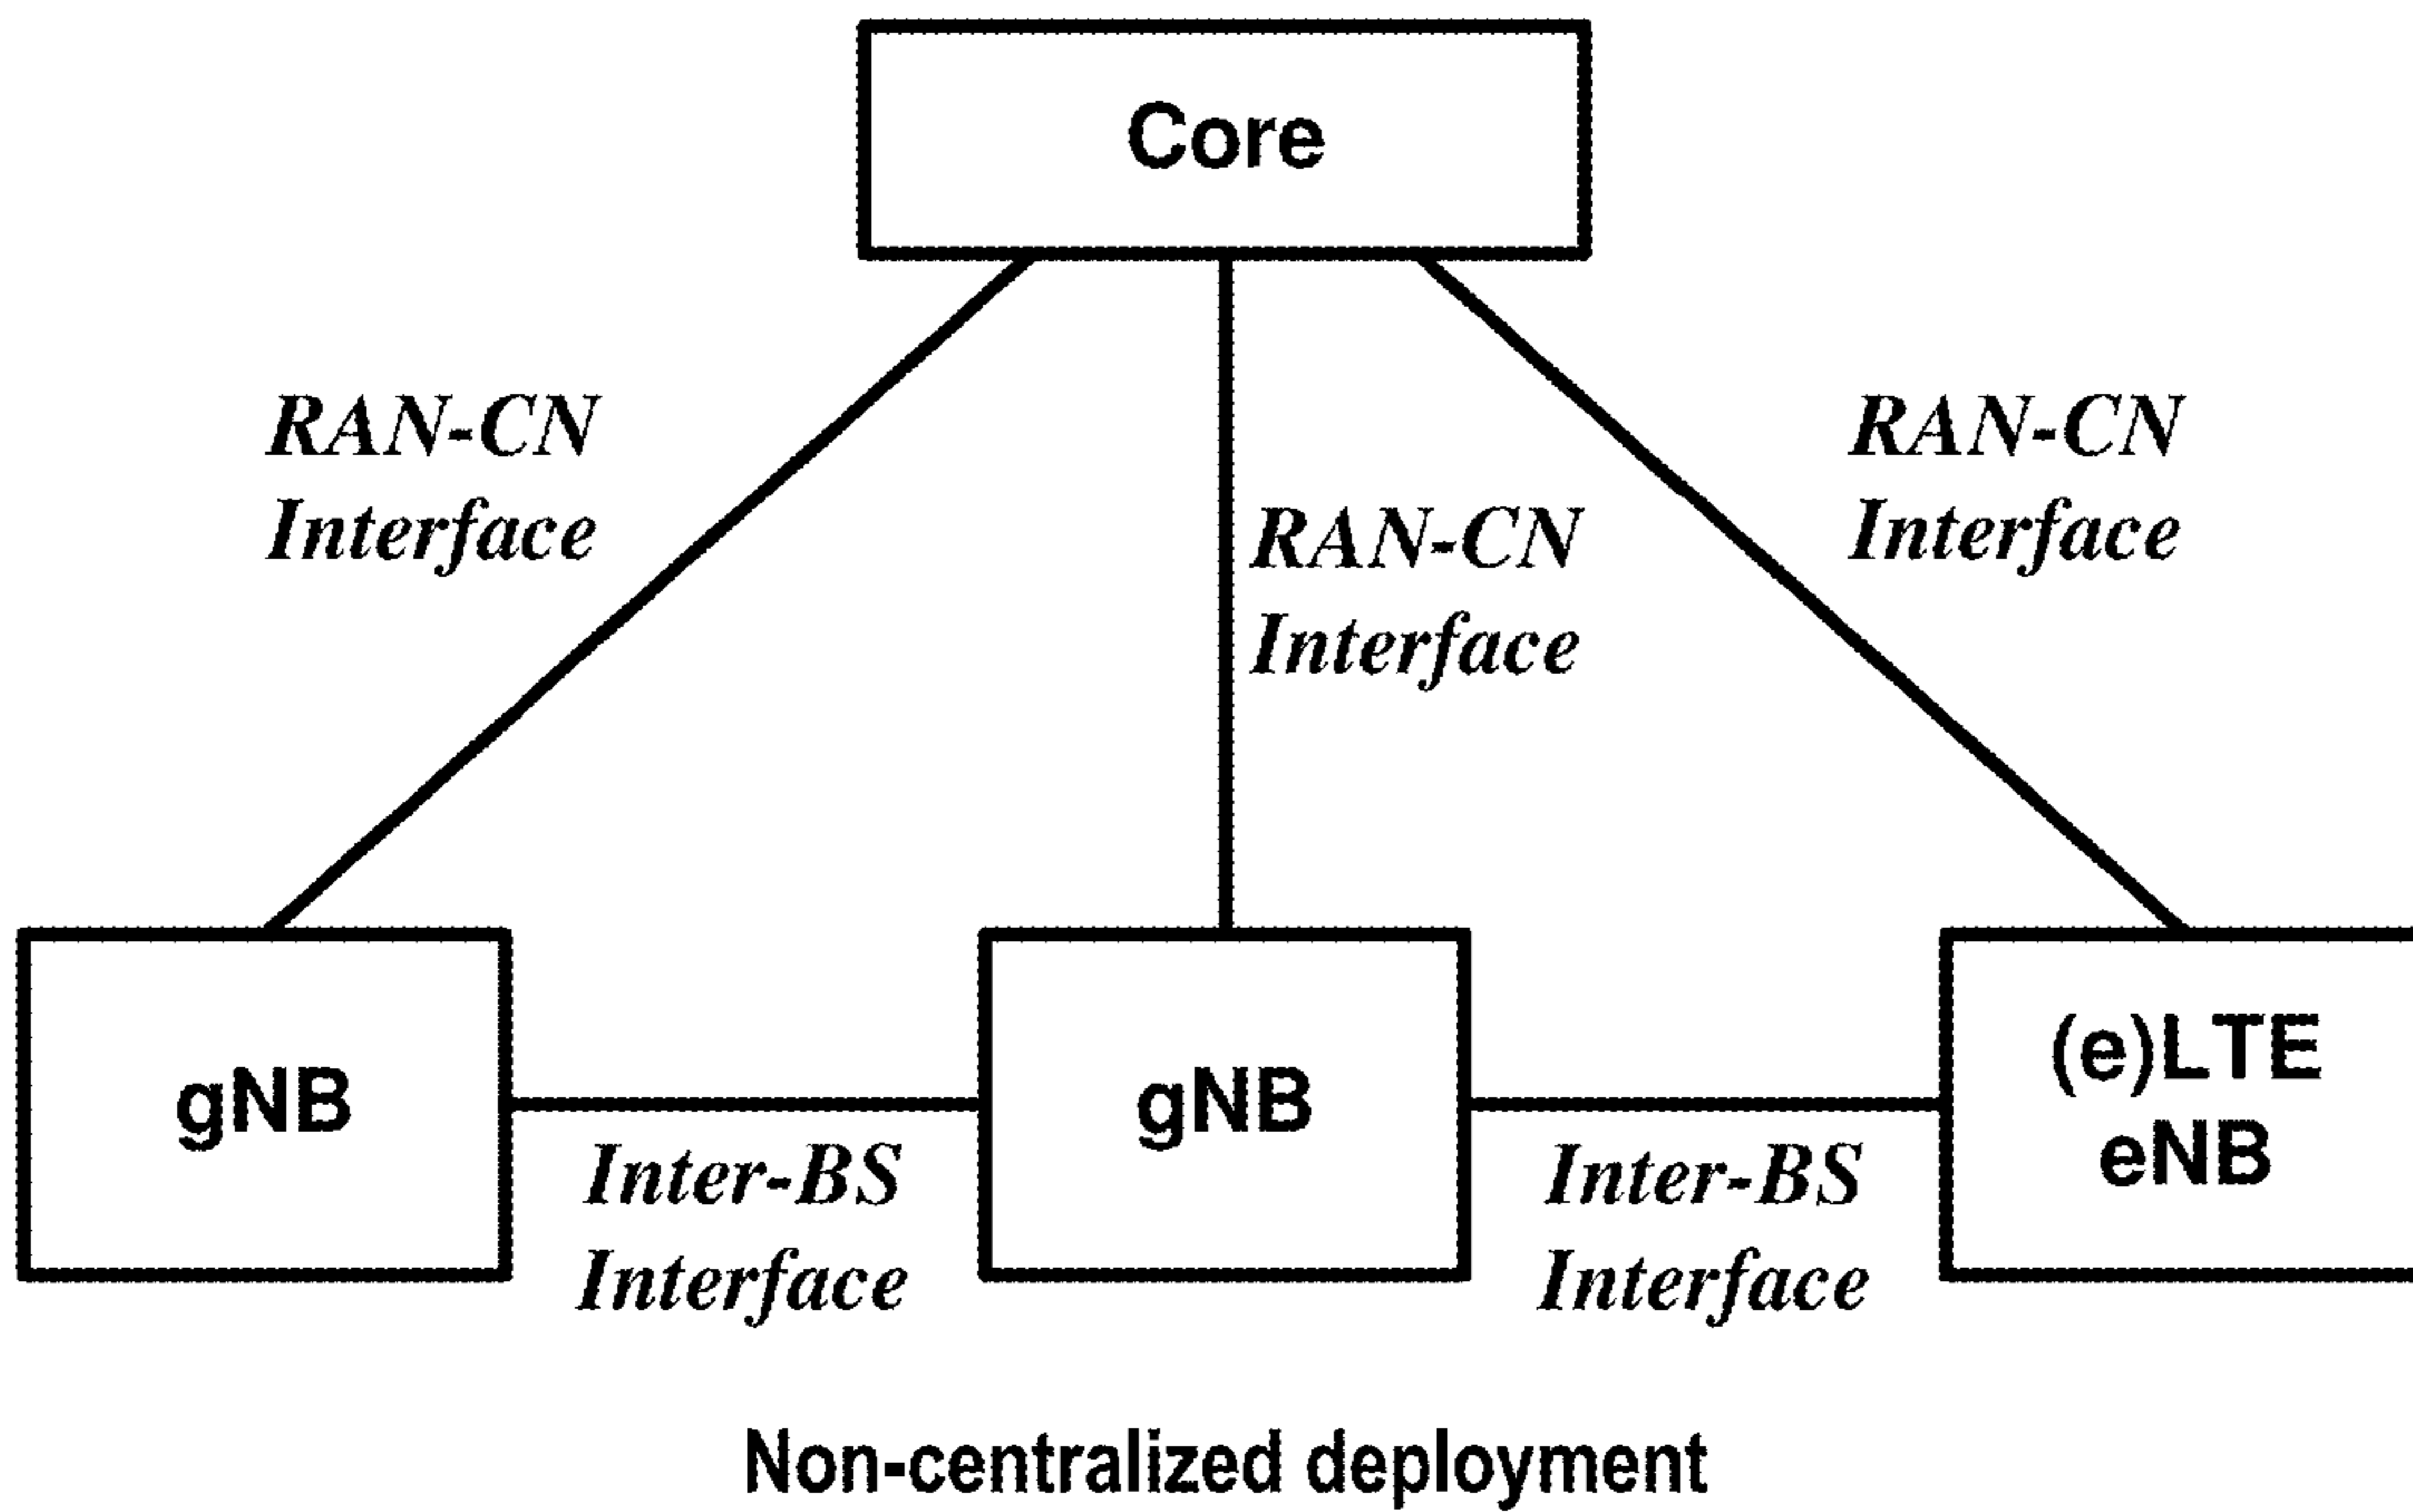 Core
RAN-CN
Interface
RAN-CN
Interface
RAN-CN
Interface
gNB
gNB
(e)LTE
eNB
Inter-BS
Interface
Inter-BS
Interface
Non-centralized deployment